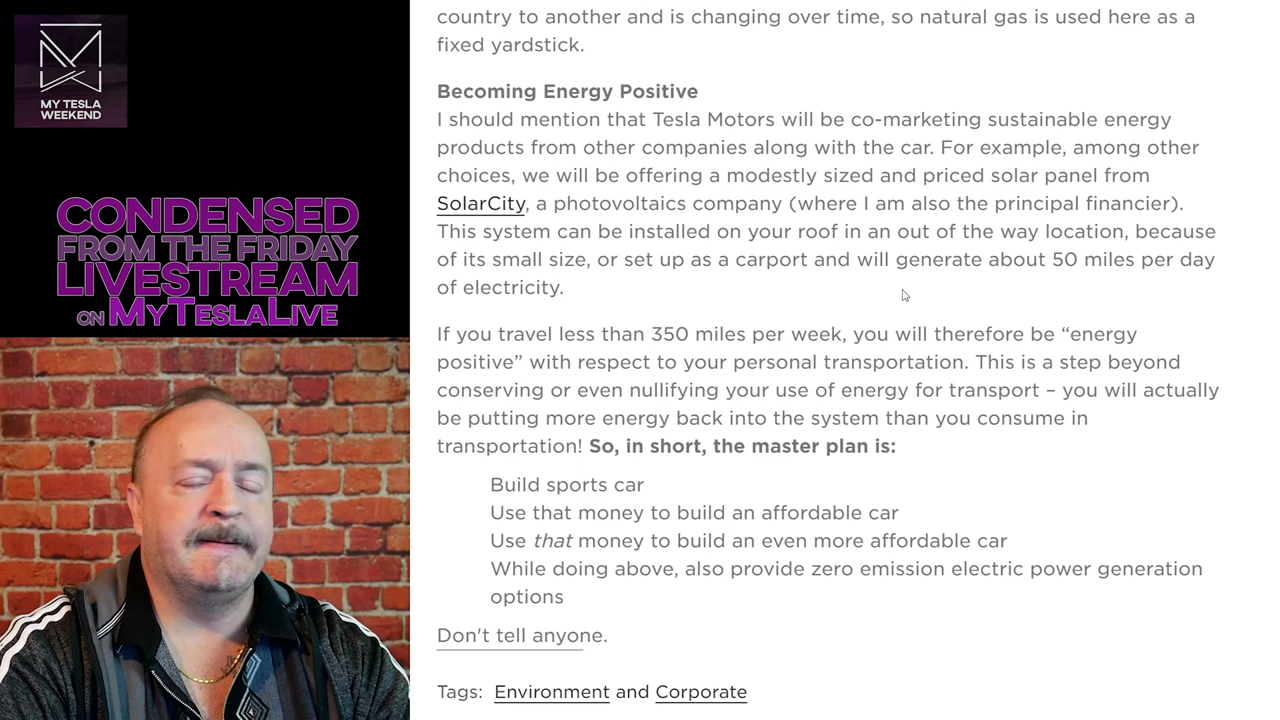 MY TESLA
WEEKEND
CONDENSED
FROM THE FRIDAY
LIVESTREAM
ON MYTESLALIVE
country to another and is changing over time, so natural gas is used here as a
fixed yardstick.
Becoming Energy Positive
I should mention that Tesla Motors will be co-marketing sustainable energy
products from other companies along with the car. For example, among other
choices, we will be offering a modestly sized and priced solar panel from
SolarCity, a photovoltaics company (where I am also the principal financier).
This system can be installed on your roof in an out of the way location, because
of its small size, or set up as a carport and will generate about 50 miles per day
of electricity.
If you travel less than 350 miles per week, you will therefore be “energy
positive” with respect to your personal transportation. This is a step beyond
conserving or even nullifying your use of energy for transport – you will actually
be putting more energy back into the system than you consume in
transportation! So, in short, the master plan is:
Build sports car
Use that money to build an affordable car
Use that money to build an even more affordable car
While doing above, also provide zero emission electric power generation
options
Don't tell anyone.
Tags: Environment and Corporate